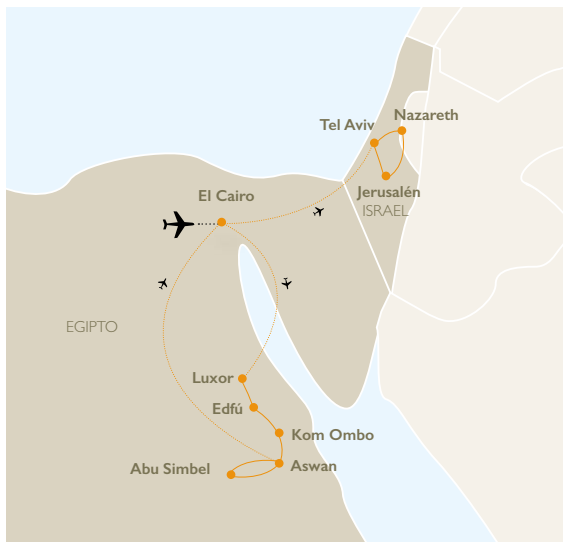 Nazareth
Tel Aviv
Jerusalén
ISRAEL
El Cairo
EGIPTO
Luxor
Edfú
Kom Ombo
Abu Simbel
Aswan